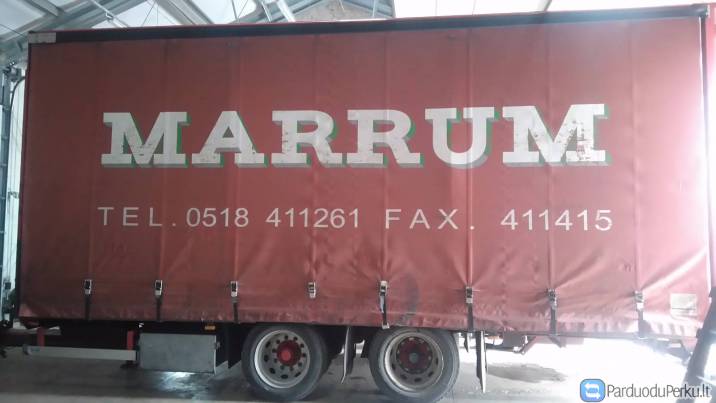 MARRUM
TEL. 0518 411261 FAX. 411415
ParduoduPerku.lt